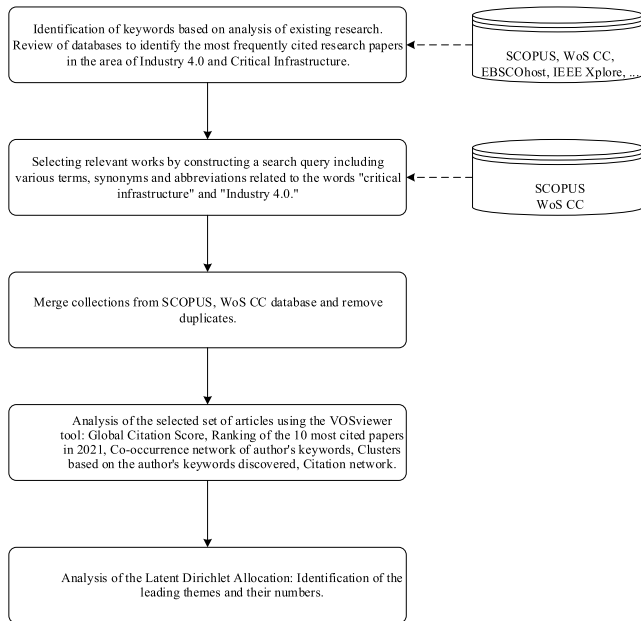 Identification of keywords based on analysis of existing research.
Review of databases to identify the most frequently cited research papers
in the area of Industry 4.0 and Critical Infrastructure.
SCOPUS, WoS CC,
EBSCOhost, IEEE Xplore, ...
Selecting relevant works by constructing a search query including
various terms, synonyms and abbreviations related to the words "critical
infrastructure" and "Industry 4.0."
SCOPUS
WoS CC
Merge collections from SCOPUS, WoS CC database and remove
duplicates.
Analysis of the selected set of articles using the VOSviewer
tool: Global Citation Score, Ranking of the 10 most cited papers
in 2021, Co-occurrence network of author's keywords, Clusters
based on the author's keywords discovered, Citation network.
Analysis of the Latent Dirichlet Allocation: Identification of the
leading themes and their numbers.